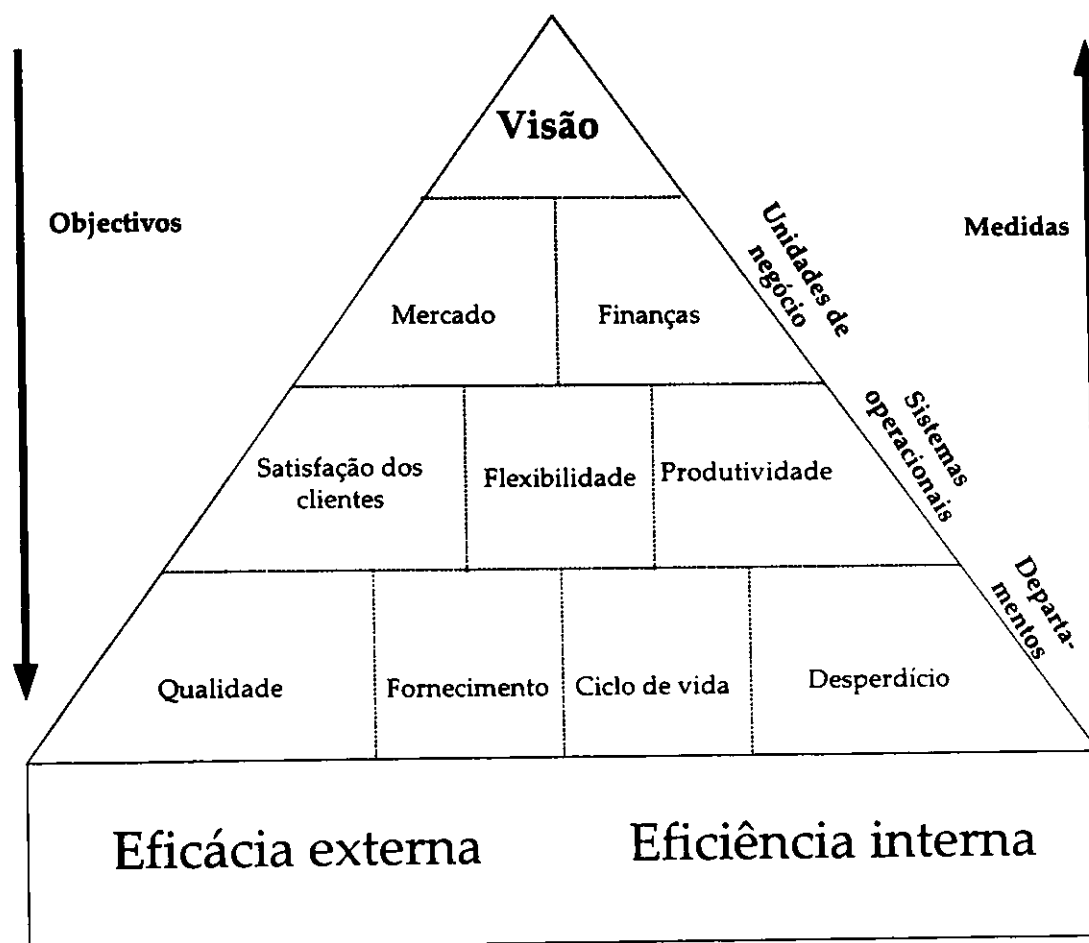 Visão
Objectivos
Medidas
Unidades de
negócio
Mercado
Finanças
Sistemas
operacionais
Satisfação dos
clientes
Flexibilidade
Produtividade
Departa-
mentos
Qualidade
Fornecimento
Ciclo de vida
Desperdício
Eficácia externa
Eficiência interna